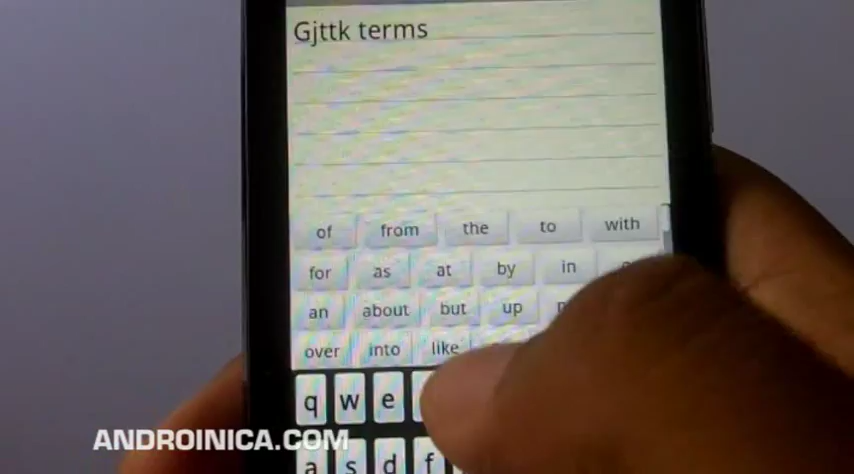 Gjttk terms
of from the to with
for as at by in
an about but up
over into like
q w e
ANDROINICA.COM
a s d f